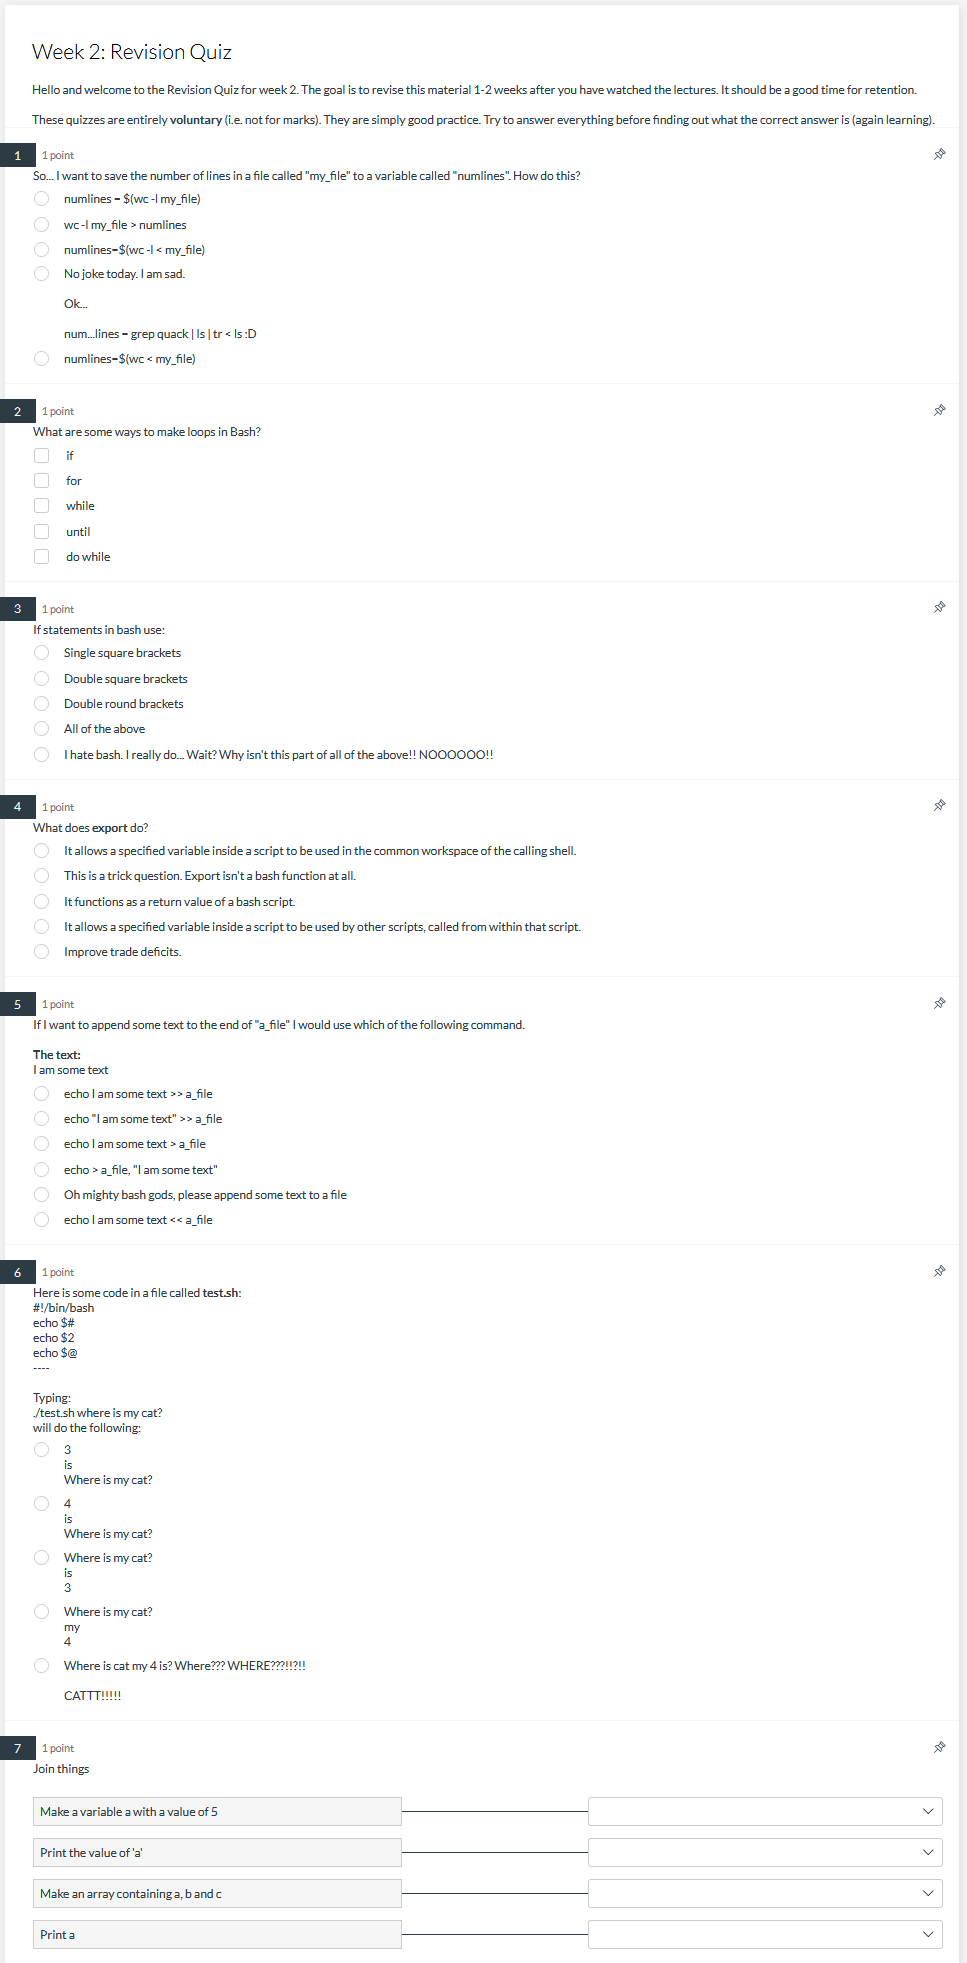 Week 2: Revision Quiz
Hello and welcome to the Revision Quiz for week 2. The goal is to revise this material 1-2 weeks after you have watched the lectures. It should be a good time for retention.
These quizzes are entirely voluntary (i.e. not for marks). They are simply good practice. Try to answer everything before finding out what the correct answer is (again learning).
1 1 point
So... I want to save the number of lines in a file called "my_file" to a variable called "numlines". How do this?
numlines = $(wc -l my_file)
wc -l my_file > numlines
numlines=$(wc -l < my_file)
No joke today. I am sad.
Ok...
num...lines = grep quack | ls | tr < ls :D
numlines=$(wc < my_file)
2 1 point
What are some ways to make loops in Bash?
if
for
while
until
do while
3 1 point
If statements in bash use:
Single square brackets
Double square brackets
Double round brackets
All of the above
I hate bash. I really do... Wait? Why isn't this part of all of the above!! NOOOOOO!!
4 1 point
What does export do?
It allows a specified variable inside a script to be used in the common workspace of the calling shell.
This is a trick question. Export isn't a bash function at all.
It functions as a return value of a bash script.
It allows a specified variable inside a script to be used by other scripts, called from within that script.
Improve trade deficits.
5 1 point
If I want to append some text to the end of "a_file" I would use which of the following command.
The text:
I am some text
echo I am some text >> a_file
echo "I am some text" >> a_file
echo I am some text > a_file
echo > a_file, "I am some text"
Oh mighty bash gods, please append some text to a file
echo I am some text << a_file
6 1 point
Here is some code in a file called test.sh:
#!/bin/bash
echo $#
echo $2
echo $@
----
Typing:
./test.sh where is my cat?
will do the following:
3
is
Where is my cat?
4
is
Where is my cat?
Where is my cat?
is
3
Where is my cat?
my
4
Where is cat my 4 is? Where??? WHERE???!!?!!
CATTT!!!!!
7 1 point
Join things
Make a variable a with a value of 5
Print the value of 'a'
Make an array containing a, b and c
Print a